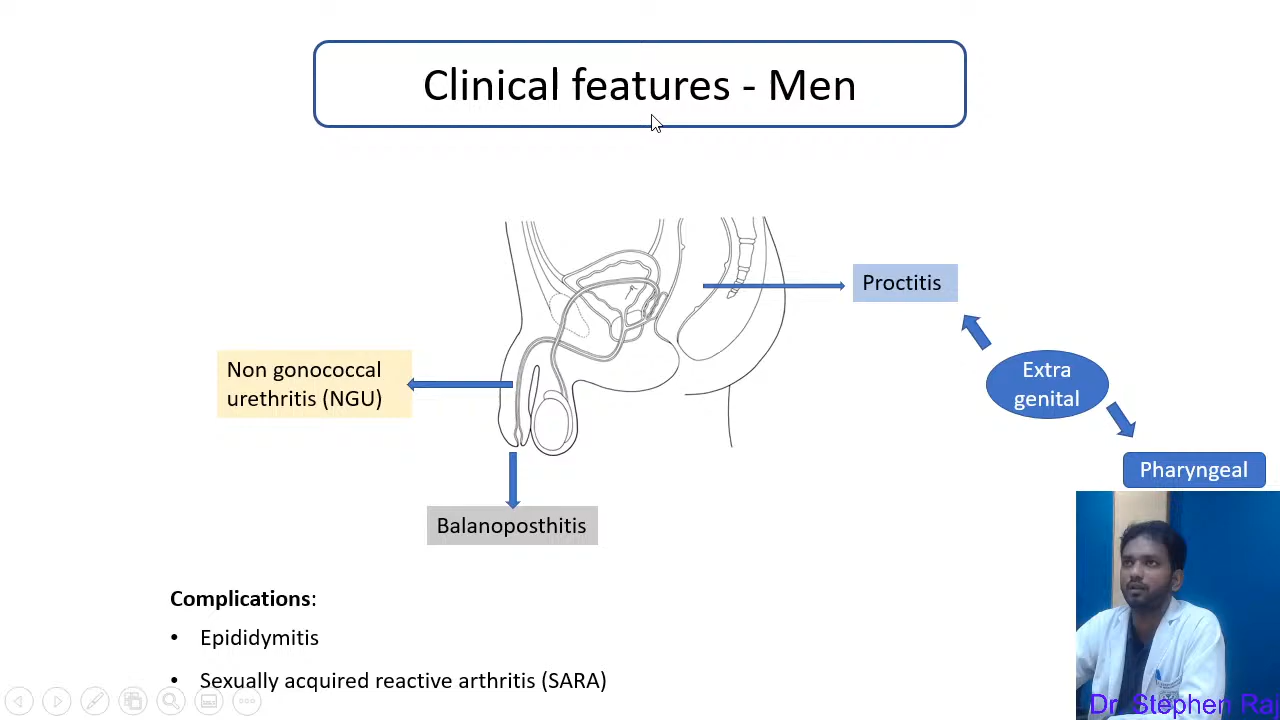 Clinical features - Men
Proctitis
Non gonococcal
urethritis (NGU)
Extra
genital
Pharyngeal
Balanoposthitis
Complications:
• Epididymitis
• Sexually acquired reactive arthritis (SARA)
Dr. Stephen Raj